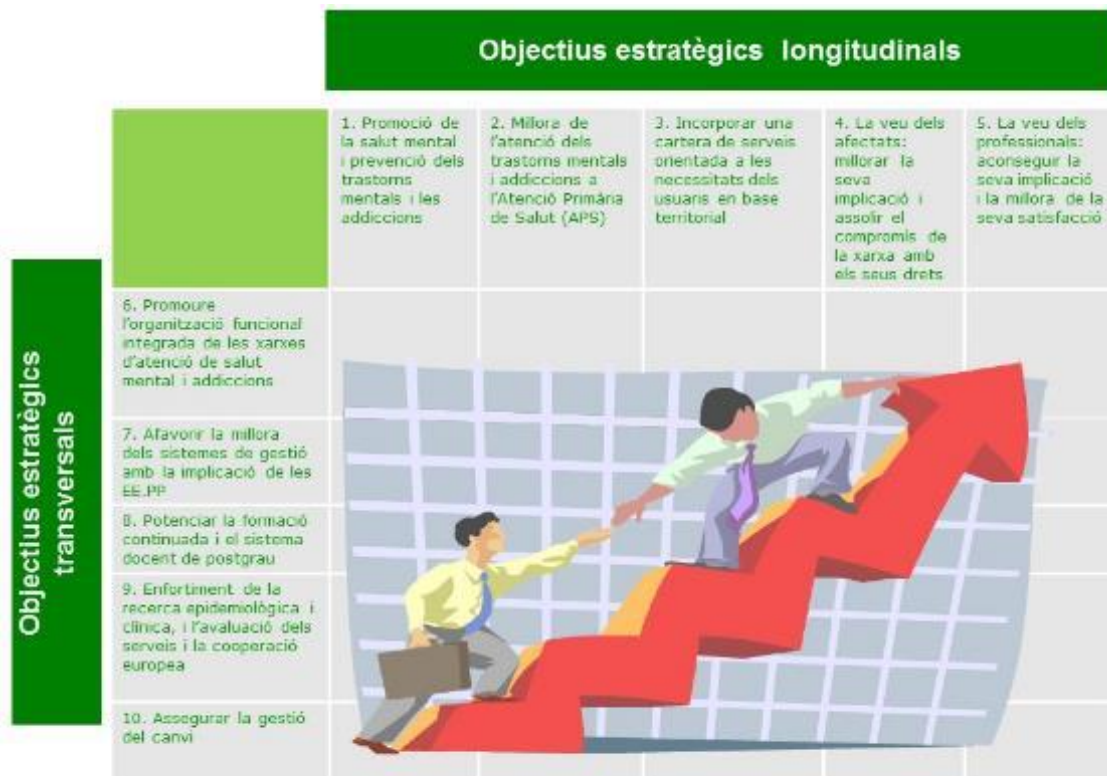 Objectius estratègics longitudinals
1. Promoció de
la salut mental
i prevenció dels
trastorns
mentals i les
addiccions
2. Millora de
l'atenció dels
trastorns mentals
i addiccions a
l'Atenció Primària
de Salut (APS)
3. Incorporar una
cartera de serveis
orientada a les
necessitats dels
usuaris en base
territorial
4. La veu dels
afectats:
millorar la
seva
implicació i
assolir el
compromís de
la xarxa amb
els seus drets
5. La veu dels
professionals:
aconseguir la
seva implicació
i la millora de la
seva satisfacció
Objectius estratègics
transversals
6. Promoure
l'organització funcional
integrada de les xarxes
d'atenció de salut
mental i addiccions
7. Afavorir la millora
dels sistemes de gestió
amb la implicació de les
EE.PP
8. Potenciar la formació
continuada i el sistema
docent de postgrau
9. Enfortiment de la
recerca epidemiològica i
clínica, i l'avaluació dels
serveis i la cooperació
europea
10. Assegurar la gestió
del canvi